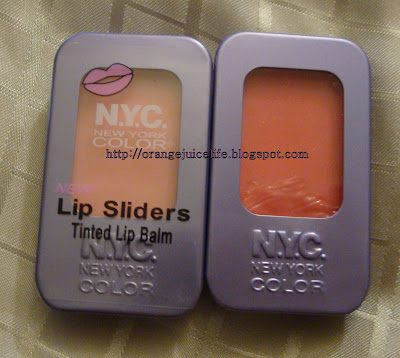 N.Y.C.
NEW YORK
COLOR
http://orangejuicelife.blogspot.com
NEW!
Lip Sliders
Tinted Lip Balm
N.Y.C.
NEW YORK
COLOR
N.Y.C.
NEW YORK
COLOR